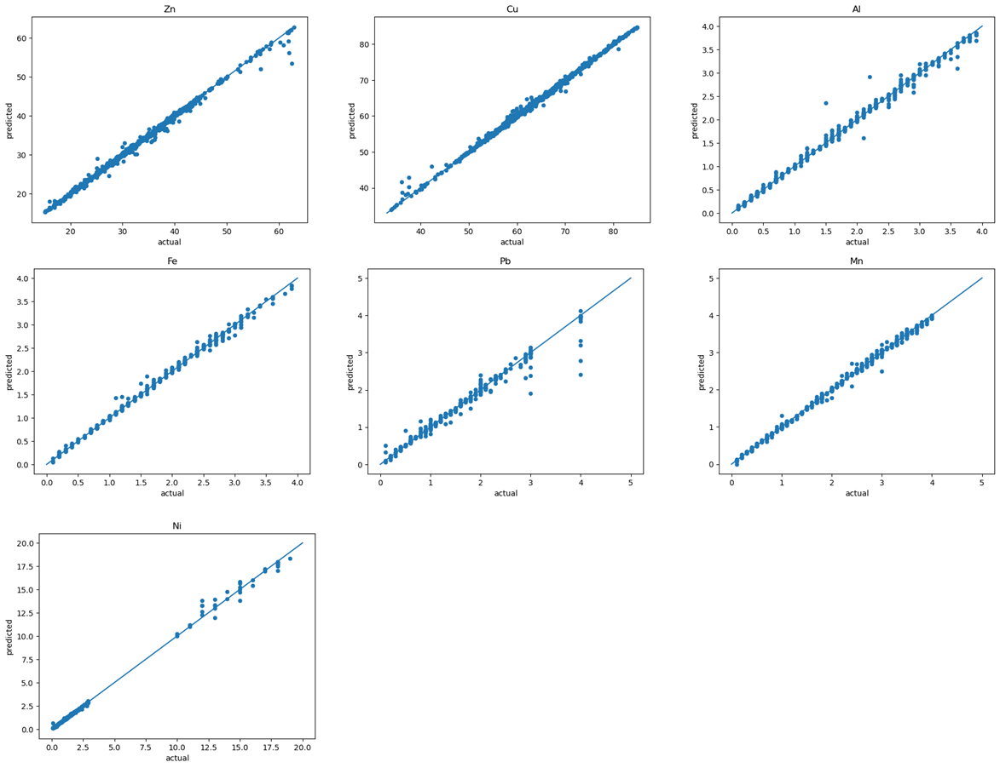 Zn
60
50
40
30
20
predicted
20 30 40 50 60
actual
Cu
80
70
60
50
40
predicted
40 50 60 70 80
actual
Al
4.0
3.5
3.0
2.5
2.0
1.5
1.0
0.5
0.0
predicted
0.0 0.5 1.0 1.5 2.0 2.5 3.0 3.5 4.0
actual
Fe
4.0
3.5
3.0
2.5
2.0
1.5
1.0
0.5
0.0
predicted
0.0 0.5 1.0 1.5 2.0 2.5 3.0 3.5 4.0
actual
Pb
5
4
3
2
1
0
predicted
0 1 2 3 4 5
actual
Mn
5
4
3
2
1
0
predicted
0 1 2 3 4 5
actual
Ni
20.0
17.5
15.0
12.5
10.0
7.5
5.0
2.5
0.0
predicted
0.0 2.5 5.0 7.5 10.0 12.5 15.0 17.5 20.0
actual